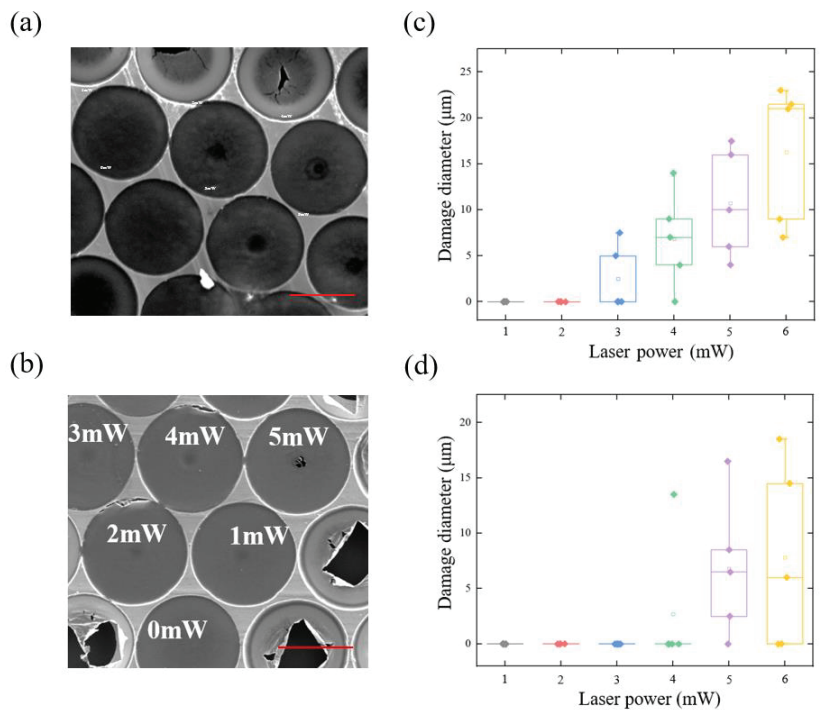 (a)
(c)
Damage diameter (μm)
25
20
15
10
5
0
1 2 3 4 5 6
Laser power (mW)
(b)
3mW 4mW 5mW
2mW 1mW
0mW
(d)
Damage diameter (μm)
20
15
10
5
0
1 2 3 4 5 6
Laser power (mW)